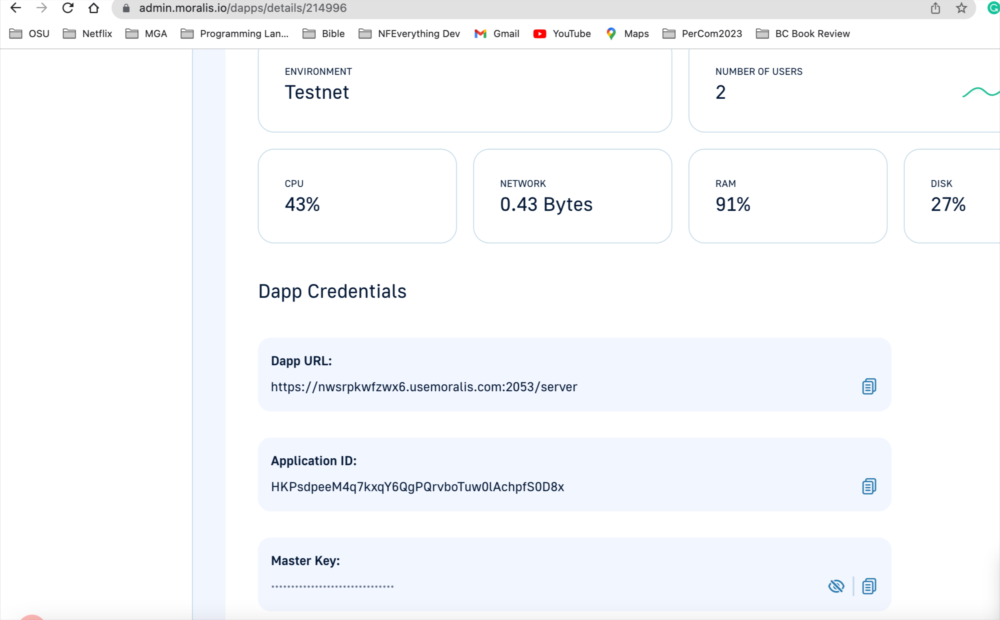 admin.moralis.io/dapps/details/214996
OSU Netflix MGA Programming Lan... Bible NFEverything Dev Gmail YouTube Maps PerCom2023 BC Book Review
ENVIRONMENT
Testnet
NUMBER OF USERS
2
CPU
43%
NETWORK
0.43 Bytes
RAM
91%
DISK
27%
Dapp Credentials
Dapp URL:
https://nwsrpkwfzwx6.usemoralis.com:2053/server
Application ID:
HKPsdpeeM4q7kxqY6QgPQrvboTuw0lAchpfS0D8x
Master Key: